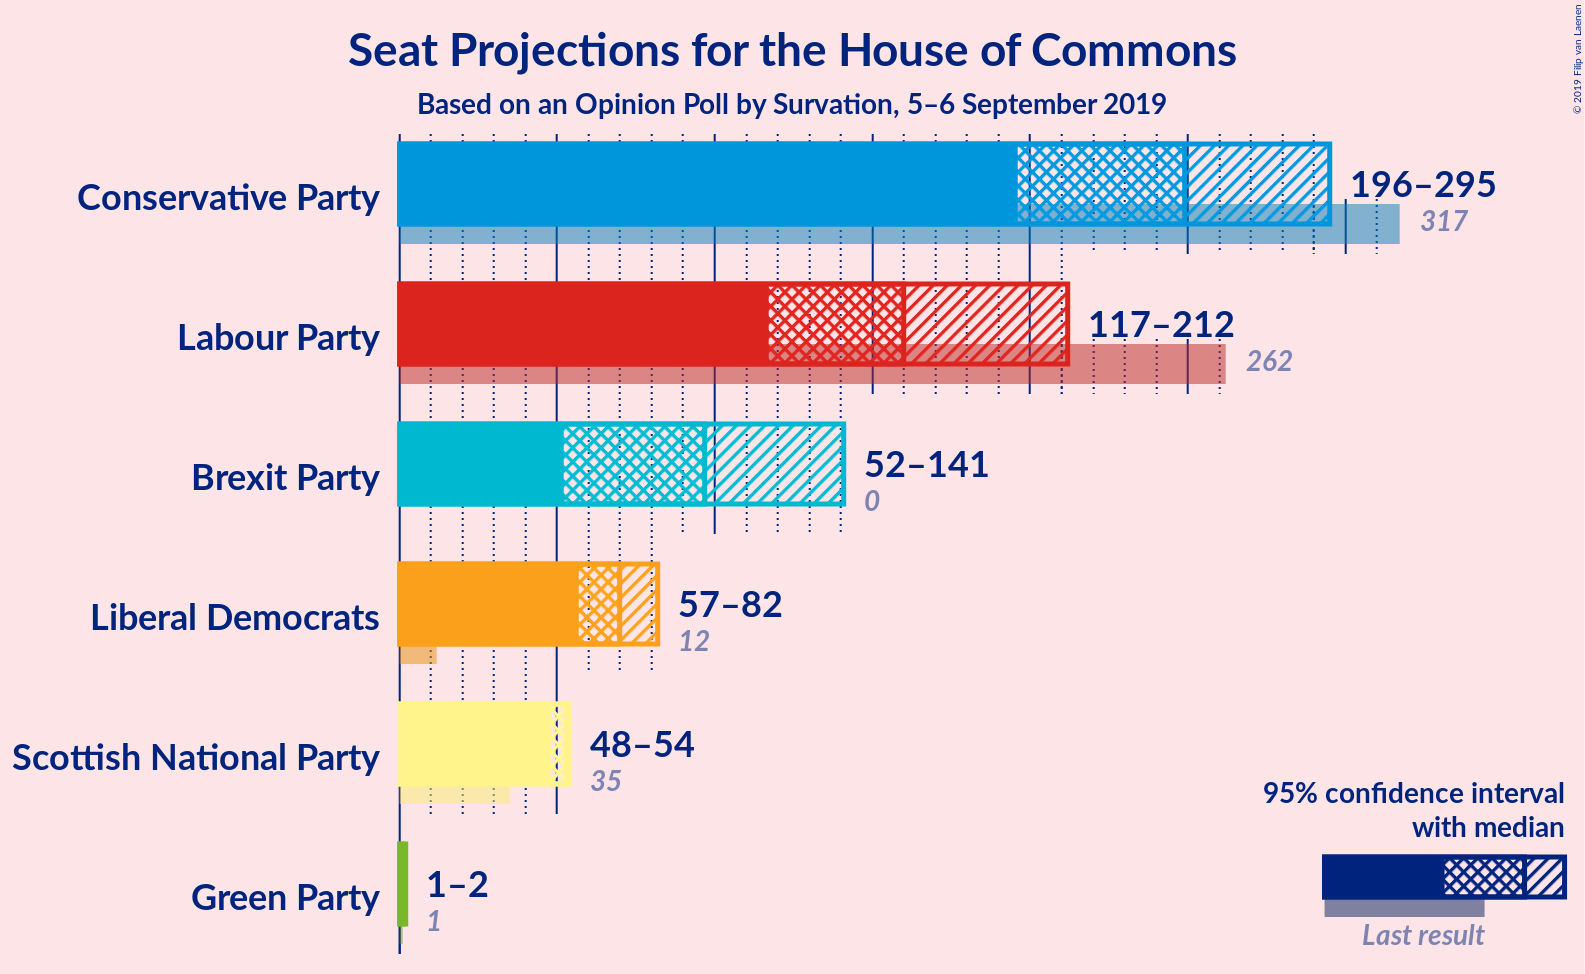 Seat Projections for the House of Commons
Based on an Opinion Poll by Survation, 5–6 September 2019
© 2019 Filip van Laenen
Conservative Party
196–295
317
Labour Party
117–212
262
Brexit Party
52–141
0
Liberal Democrats
57–82
12
Scottish National Party
48–54
35
Green Party
1–2
1
95% confidence interval
with median
Last result